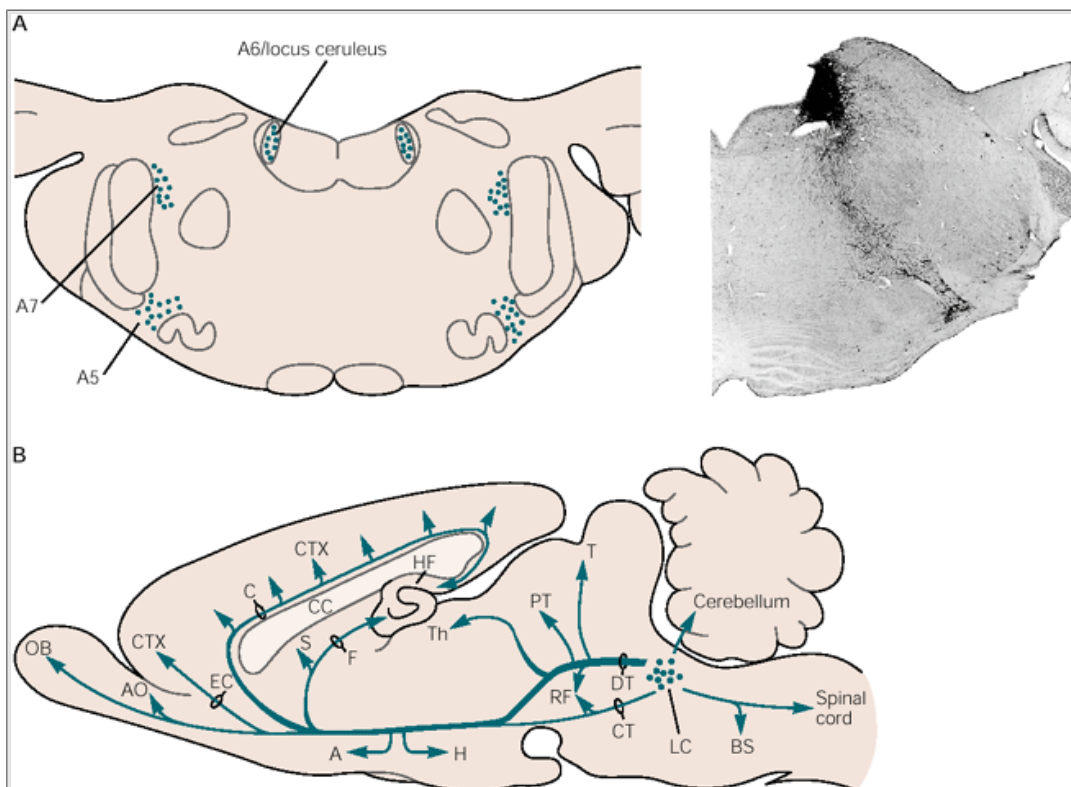 A
A6/locus ceruleus
A7
A5
B
CTX
HF
T
C
CC
PT
Cerebellum
CTX
S
Th
OB
F
AO
EC
RF
DT
Spinal
cord
A
H
CT
LC
BS